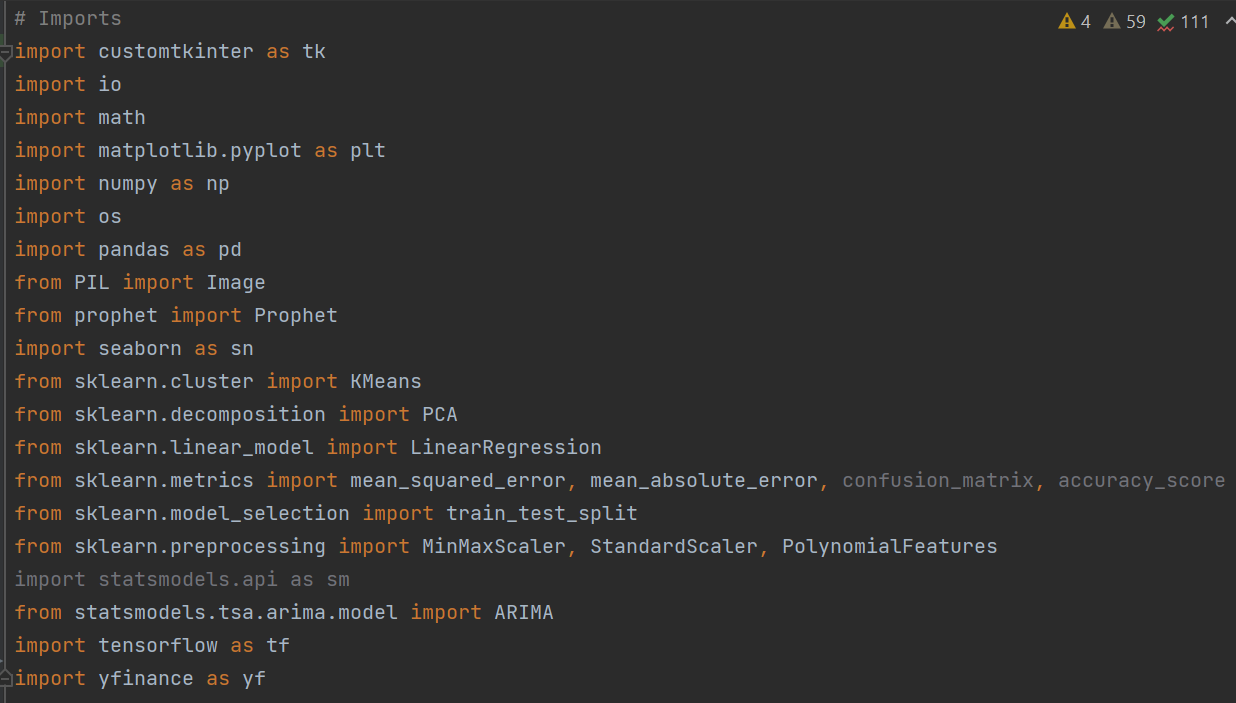 # Imports
4 59 111
import customtkinter as tk
import io
import math
import matplotlib.pyplot as plt
import numpy as np
import os
import pandas as pd
from PIL import Image
from prophet import Prophet
import seaborn as sn
from sklearn.cluster import KMeans
from sklearn.decomposition import PCA
from sklearn.linear_model import LinearRegression
from sklearn.metrics import mean_squared_error, mean_absolute_error, confusion_matrix, accuracy_score
from sklearn.model_selection import train_test_split
from sklearn.preprocessing import MinMaxScaler, StandardScaler, PolynomialFeatures
import statsmodels.api as sm
from statsmodels.tsa.arima.model import ARIMA
import tensorflow as tf
import yfinance as yf